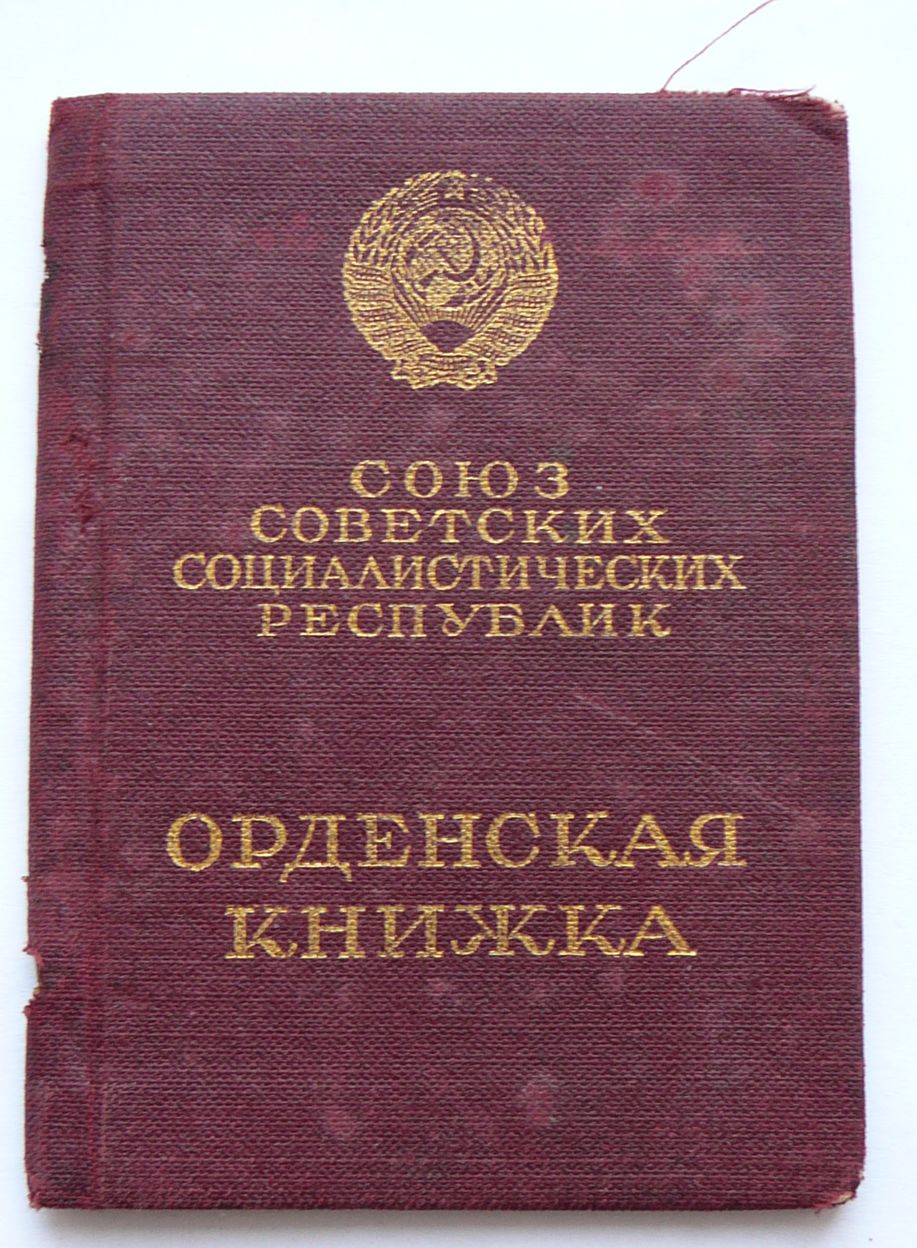 СОЮЗ
СОВЕТСКИХ
СОЦИАЛИСТИЧЕСКИХ
РЕСПУБЛИК
ОРДЕНСКАЯ
КНИЖКА